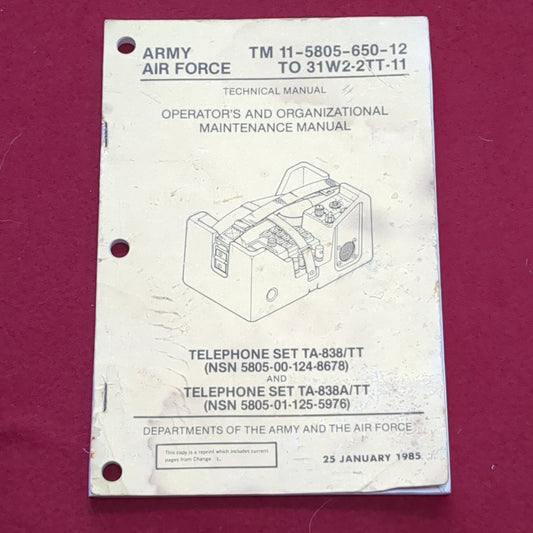 ARMY TM 11-5805-650-12
AIR FORCE TO 31W2-2TT-11
TECHNICAL MANUAL
OPERATOR'S AND ORGANIZATIONAL
MAINTENANCE MANUAL
TELEPHONE SET TA-838/TT
(NSN 5805-00-124-8678)
AND
TELEPHONE SET TA-838A/TT
(NSN 5805-01-125-5976)
DEPARTMENTS OF THE ARMY AND THE AIR FORCE
This copy is a reprint which includes current
pages from Change 1.
25 JANUARY 1985